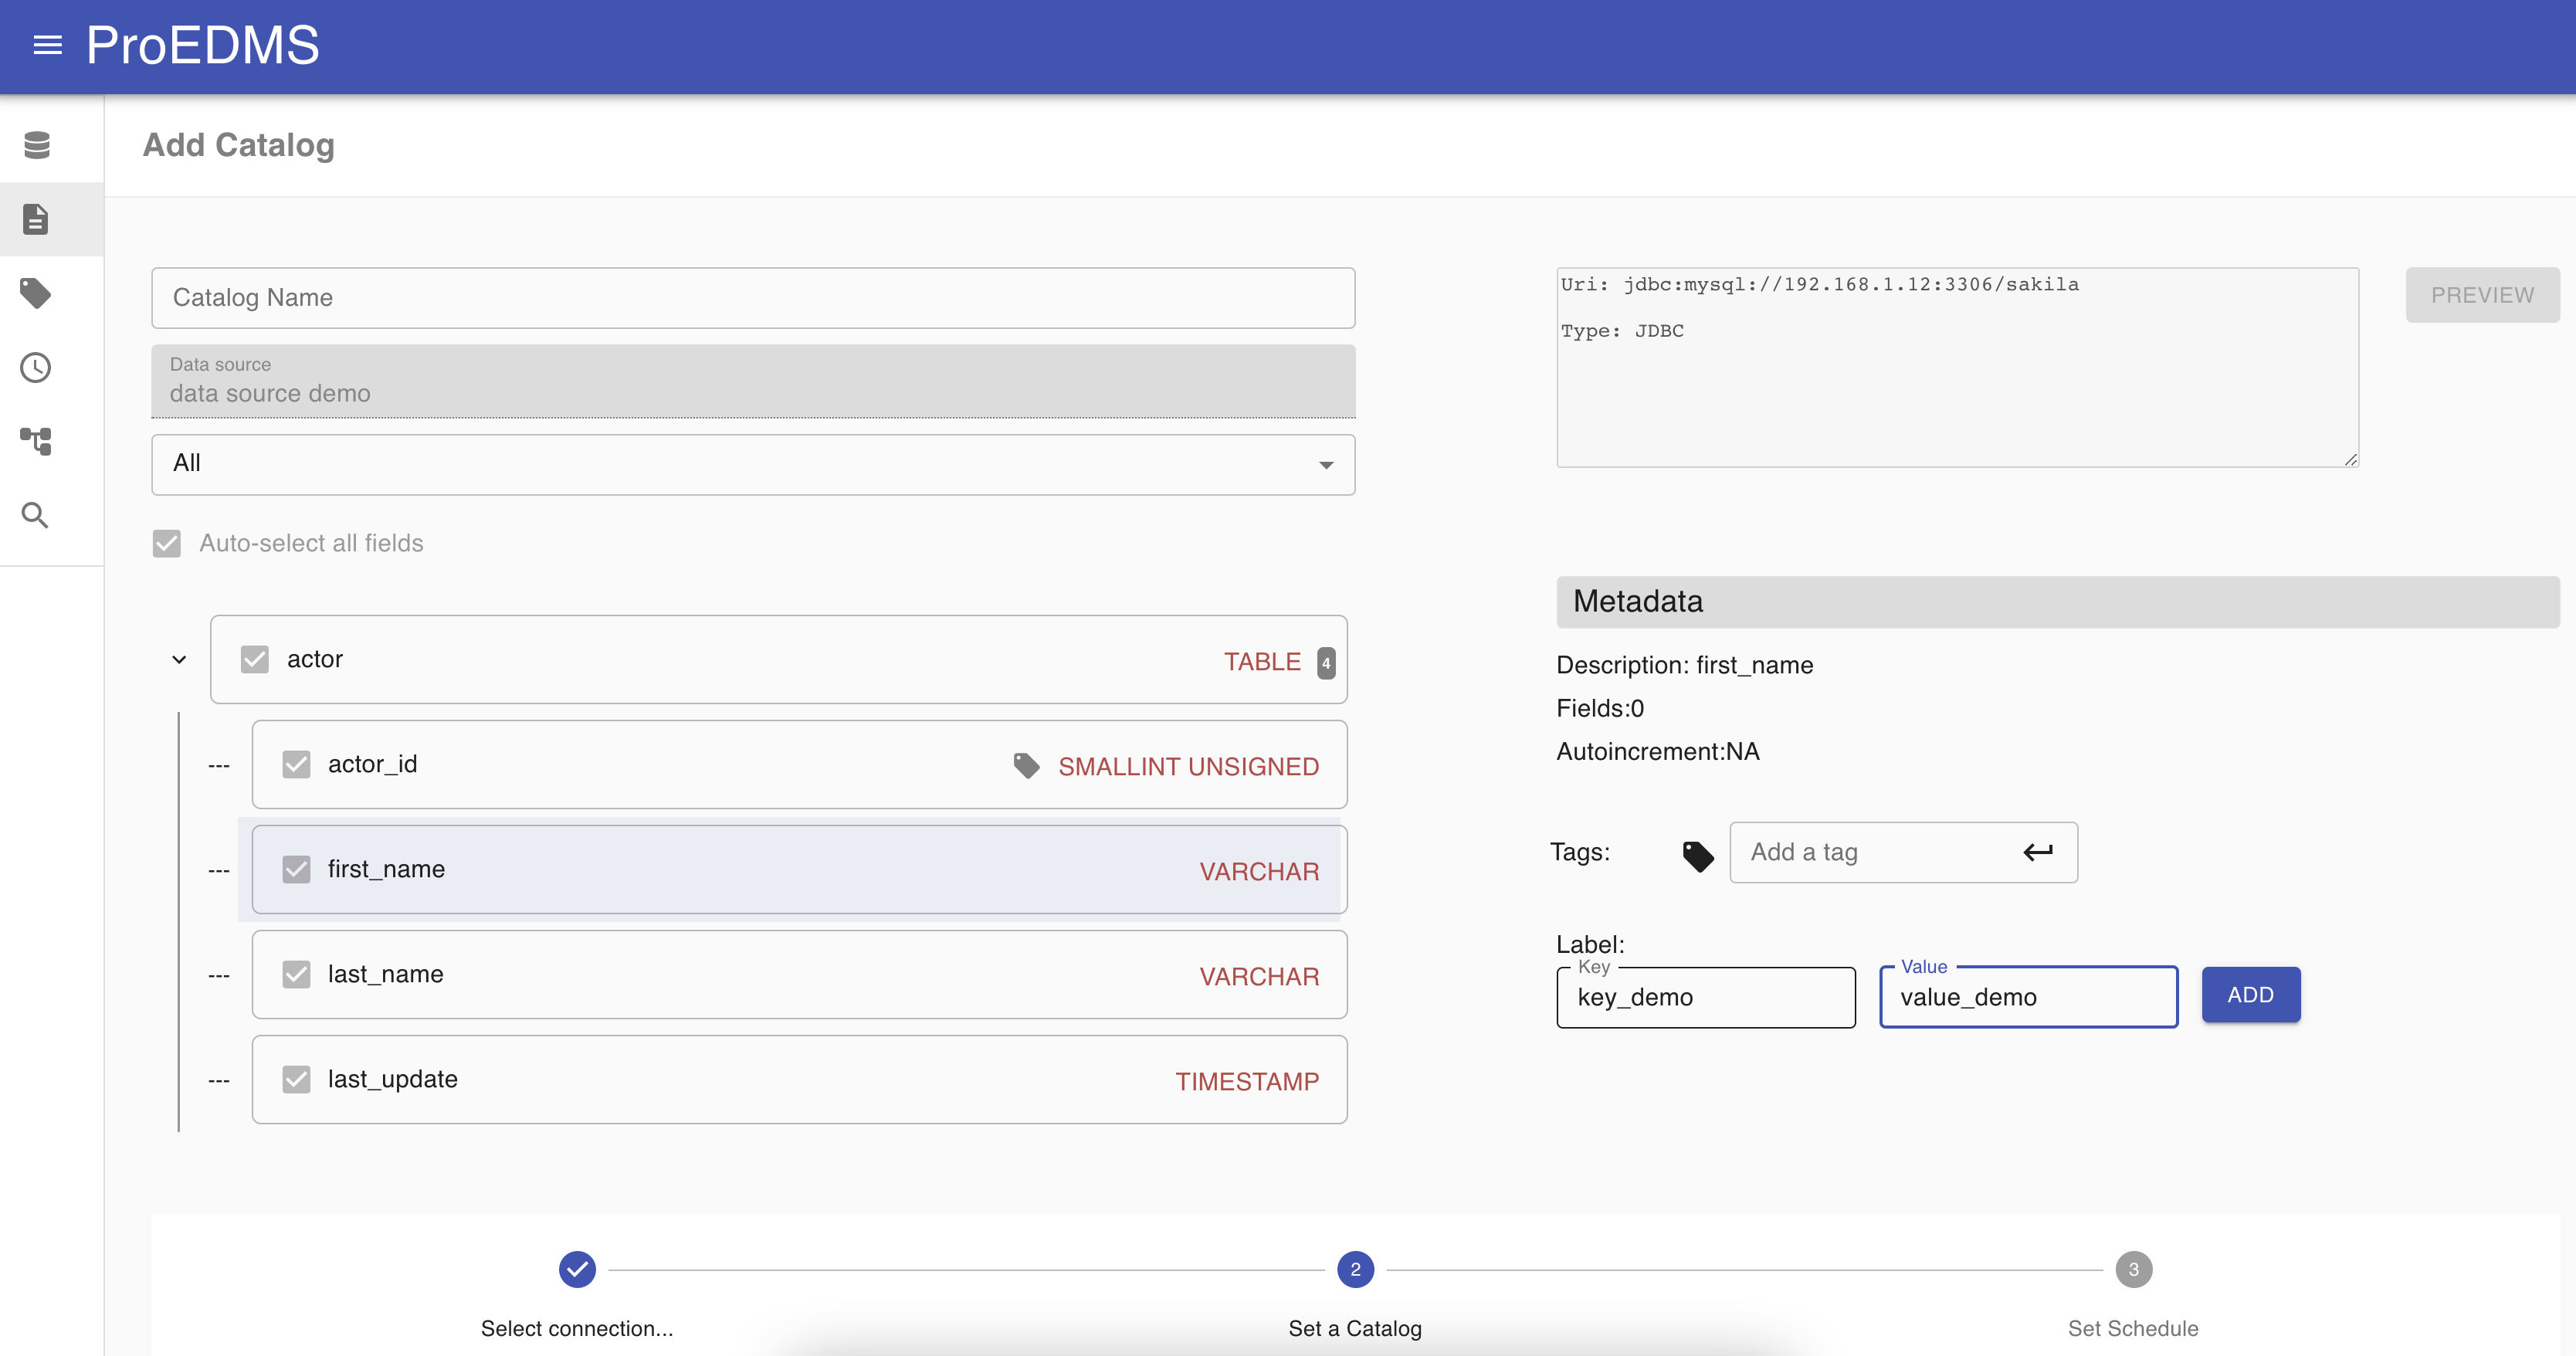 ProEDMS
Add Catalog
Catalog Name
Data source
data source demo
All
Auto-select all fields
actor TABLE 4
--- actor_id SMALLINT UNSIGNED
--- first_name VARCHAR
--- last_name VARCHAR
--- last_update TIMESTAMP
Uri: jdbc:mysql://192.168.1.12:3306/sakila
Type: JDBC
PREVIEW
Metadata
Description: first_name
Fields:0
Autoincrement:NA
Tags: Add a tag
Label:
Key Value
key_demo value_demo ADD
2 3
Select connection... Set a Catalog Set Schedule